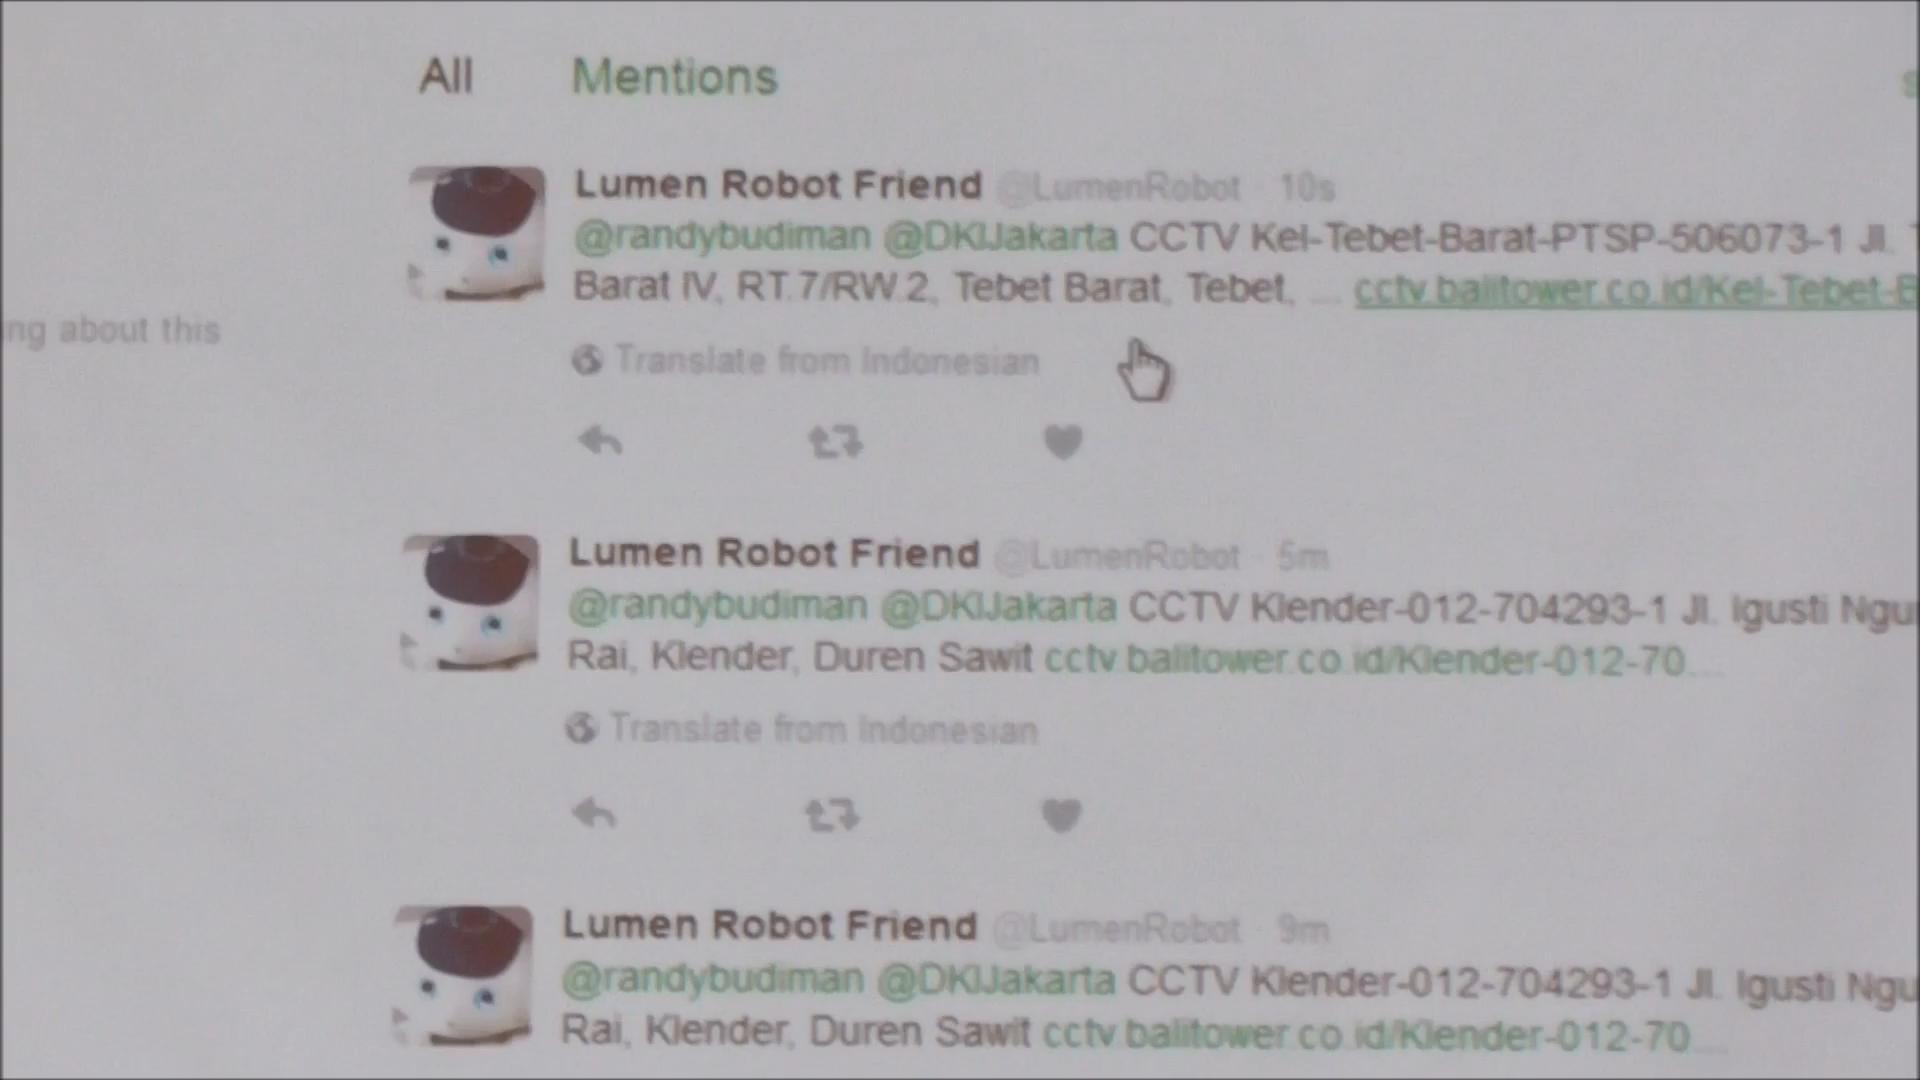 All Mentions
Lumen Robot Friend @LumenRobot · 10s
@randybudiman @DKIJakarta CCTV Kel-Tebet-Barat-PTSP-506073-1 Jl.
Barat IV, RT.7/RW.2, Tebet Barat, Tebet, ... cctv.balitower.co.id/Kel-Tebet-B
ng about this
Translate from Indonesian
Lumen Robot Friend @LumenRobot · 5m
@randybudiman @DKIJakarta CCTV Klender-012-704293-1 Jl. Igusti Ngu
Rai, Klender, Duren Sawit cctv.balitower.co.id/Klender-012-70...
Translate from Indonesian
Lumen Robot Friend @LumenRobot · 9m
@randybudiman @DKIJakarta CCTV Klender-012-704293-1 Jl. Igusti Ngu
Rai, Klender, Duren Sawit cctv.balitower.co.id/Klender-012-70...